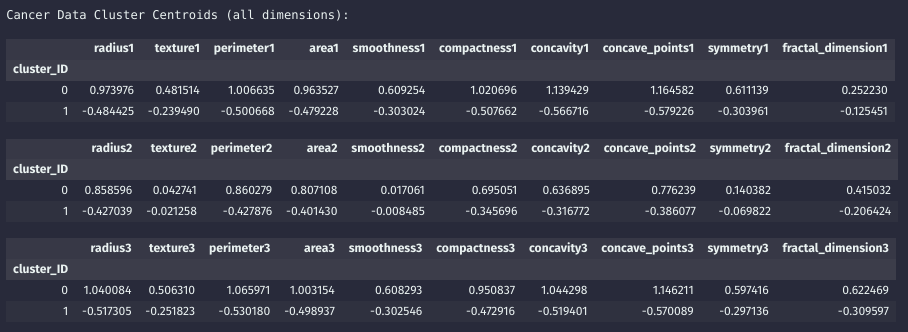 Cancer Data Cluster Centroids (all dimensions):
radius1 texture1 perimeter1 area1 smoothness1 compactness1 concavity1 concave_points1 symmetry1 fractal_dimension1
cluster_ID
0 0.973976 0.481514 1.006635 0.963527 0.609254 1.020696 1.139429 1.164582 0.611139 0.252230
1 -0.484425 -0.239490 -0.500668 -0.479228 -0.303024 -0.507662 -0.566716 -0.579226 -0.303961 -0.125451
radius2 texture2 perimeter2 area2 smoothness2 compactness2 concavity2 concave_points2 symmetry2 fractal_dimension2
cluster_ID
0 0.858596 0.042741 0.860279 0.807108 0.017061 0.695051 0.636895 0.776239 0.140382 0.415032
1 -0.427039 -0.021258 -0.427876 -0.401430 -0.008485 -0.345696 -0.316772 -0.386077 -0.069822 -0.206424
radius3 texture3 perimeter3 area3 smoothness3 compactness3 concavity3 concave_points3 symmetry3 fractal_dimension3
cluster_ID
0 1.040084 0.506310 1.065971 1.003154 0.608293 0.950837 1.044298 1.146211 0.597416 0.622469
1 -0.517305 -0.251823 -0.530180 -0.498937 -0.302546 -0.472916 -0.519401 -0.570089 -0.297136 -0.309597